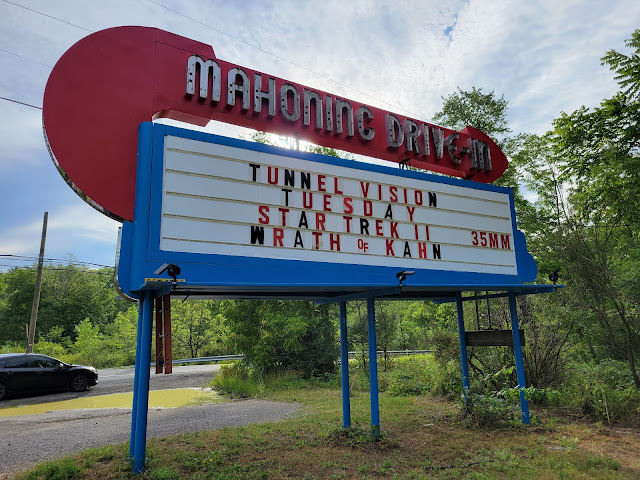 MAHONING DRIVE-IN
TUNNEL VISION
TUESDAY
STAR TREK II
WRATH OF KAHN 35MM